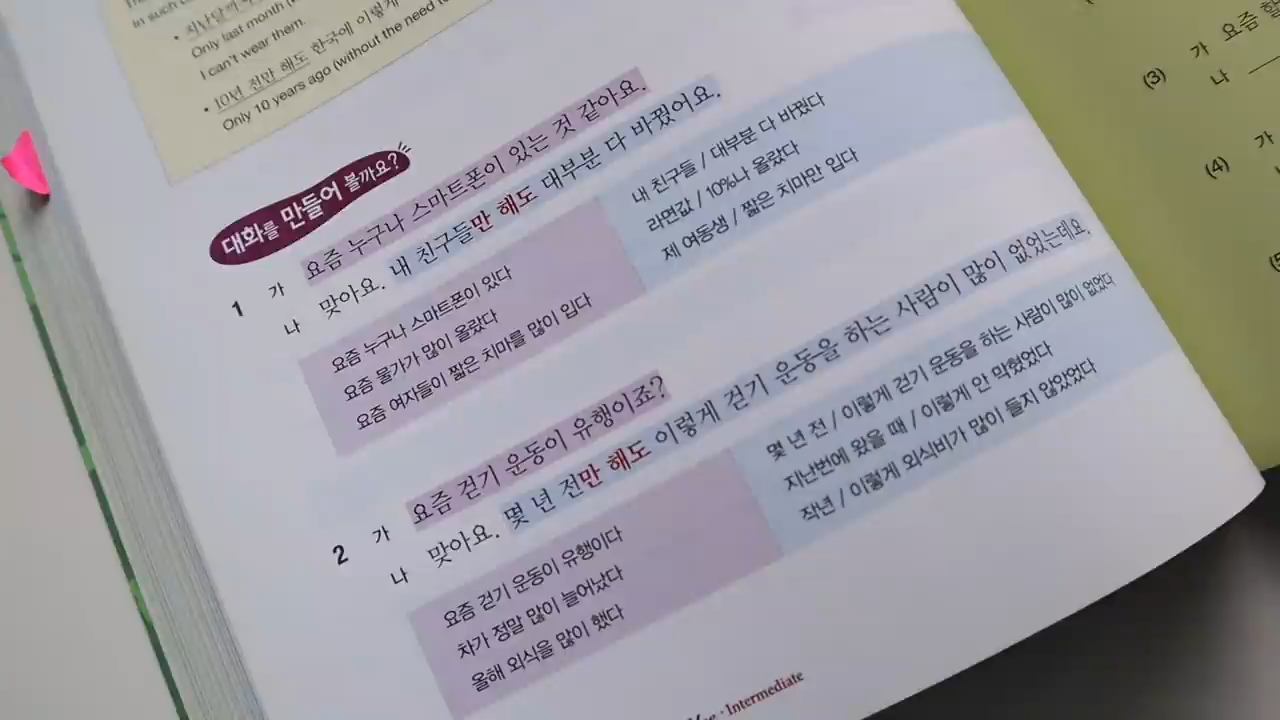 in such
Only last month
I can't wear them.
• 10년 전만 해도 한국에 이렇게
Only 10 years ago (without the need to
대화를 만들어 볼까요?
1 가 요즘 누구나 스마트폰이 있는 것 같아요.
나 맞아요. 내 친구들만 해도 대부분 다 바꿨어요.
요즘 누구나 스마트폰이 있다
요즘 물가가 많이 올랐다
요즘 여자들이 짧은 치마를 많이 입다
내 친구들 / 대부분 다 바꿨다
라면값 / 10%나 올랐다
제 여동생 / 짧은 치마만 입다
2 가 요즘 걷기 운동이 유행이죠?
나 맞아요. 몇 년 전만 해도 이렇게 걷기 운동을 하는 사람이 많이 없었는데요.
요즘 걷기 운동이 유행이다
차가 정말 많이 늘어났다
올해 외식을 많이 했다
몇 년 전 / 이렇게 걷기 운동을 하는 사람이 많이 없었다
지난번에 왔을 때 / 이렇게 안 막혔었다
작년 / 이렇게 외식비가 많이 들지 않았었다
· Intermediate
(3) 가 요즘
나
(4) 가